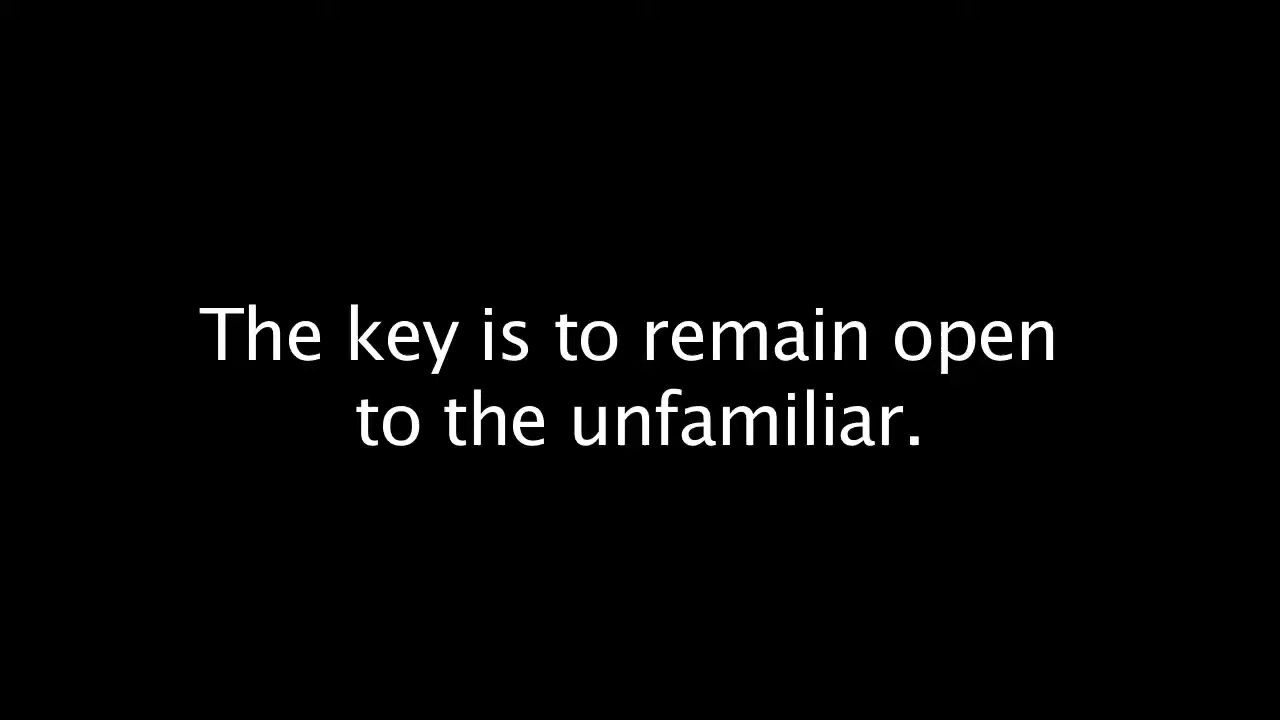 The key is to remain open
to the unfamiliar.